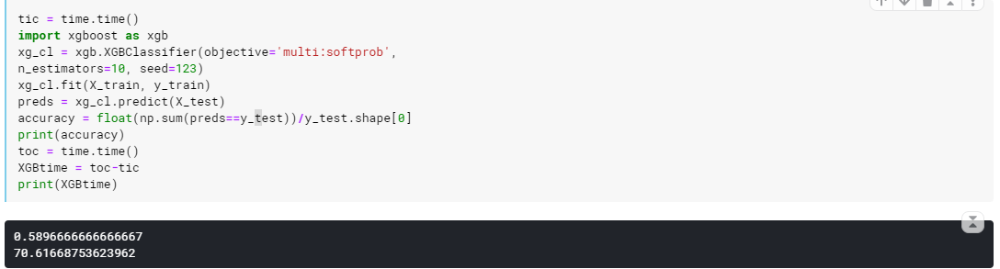 tic = time.time()
import xgboost as xgb
xg_cl = xgb.XGBClassifier(objective='multi:softprob',
n_estimators=10, seed=123)
xg_cl.fit(X_train, y_train)
preds = xg_cl.predict(X_test)
accuracy = float(np.sum(preds==y_test))/y_test.shape[0]
print(accuracy)
toc = time.time()
XGBtime = toc-tic
print(XGBtime)
0.5896666666666667
70.61668753623962